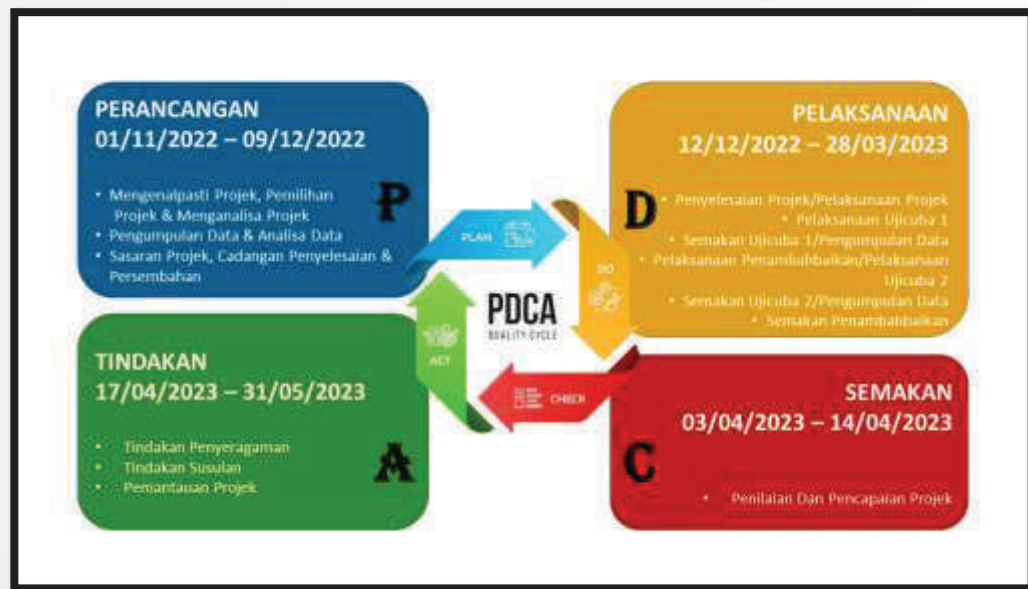 PERANCANGAN
01/11/2022 – 09/12/2022
• Mengenalpasti Projek, Pemilihan
Projek & Menganalisa Projek
• Pengumpulan Data & Analisa Data
• Sasaran Projek, Cadangan Penyelesaian &
Persembahan
P
PELAKSANAAN
12/12/2022 – 28/03/2023
• Penyelesaian Projek/Pelaksanaan Projek
• Pelaksanaan Ujicuba 1
• Semakan Ujicuba 1/Pengumpulan Data
• Pelaksanaan Penambahbaikan/Pelaksanaan
Ujicuba 2
• Semakan Ujicuba 2/Pengumpulan Data
• Semakan Penambahbaikan
D
PLAN
DO
PDCA
QUALITY CYCLE
ACT
CHECK
TINDAKAN
17/04/2023 – 31/05/2023
• Tindakan Penyeragaman
• Tindakan Susulan
• Pemantauan Projek
A
SEMAKAN
03/04/2023 – 14/04/2023
• Penilaian Dan Pencapaian Projek
C